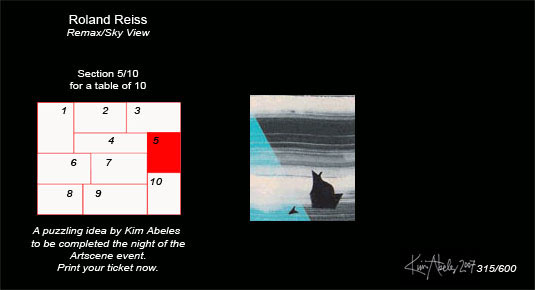 Roland Reiss
Remax/Sky View
Section 5/10
for a table of 10
1 2 3
4 5
6 7
10
8 9
A puzzling idea by Kim Abeles
to be completed the night of the
Artscene event.
Print your ticket now.
Kim Abeles 2007 315/600